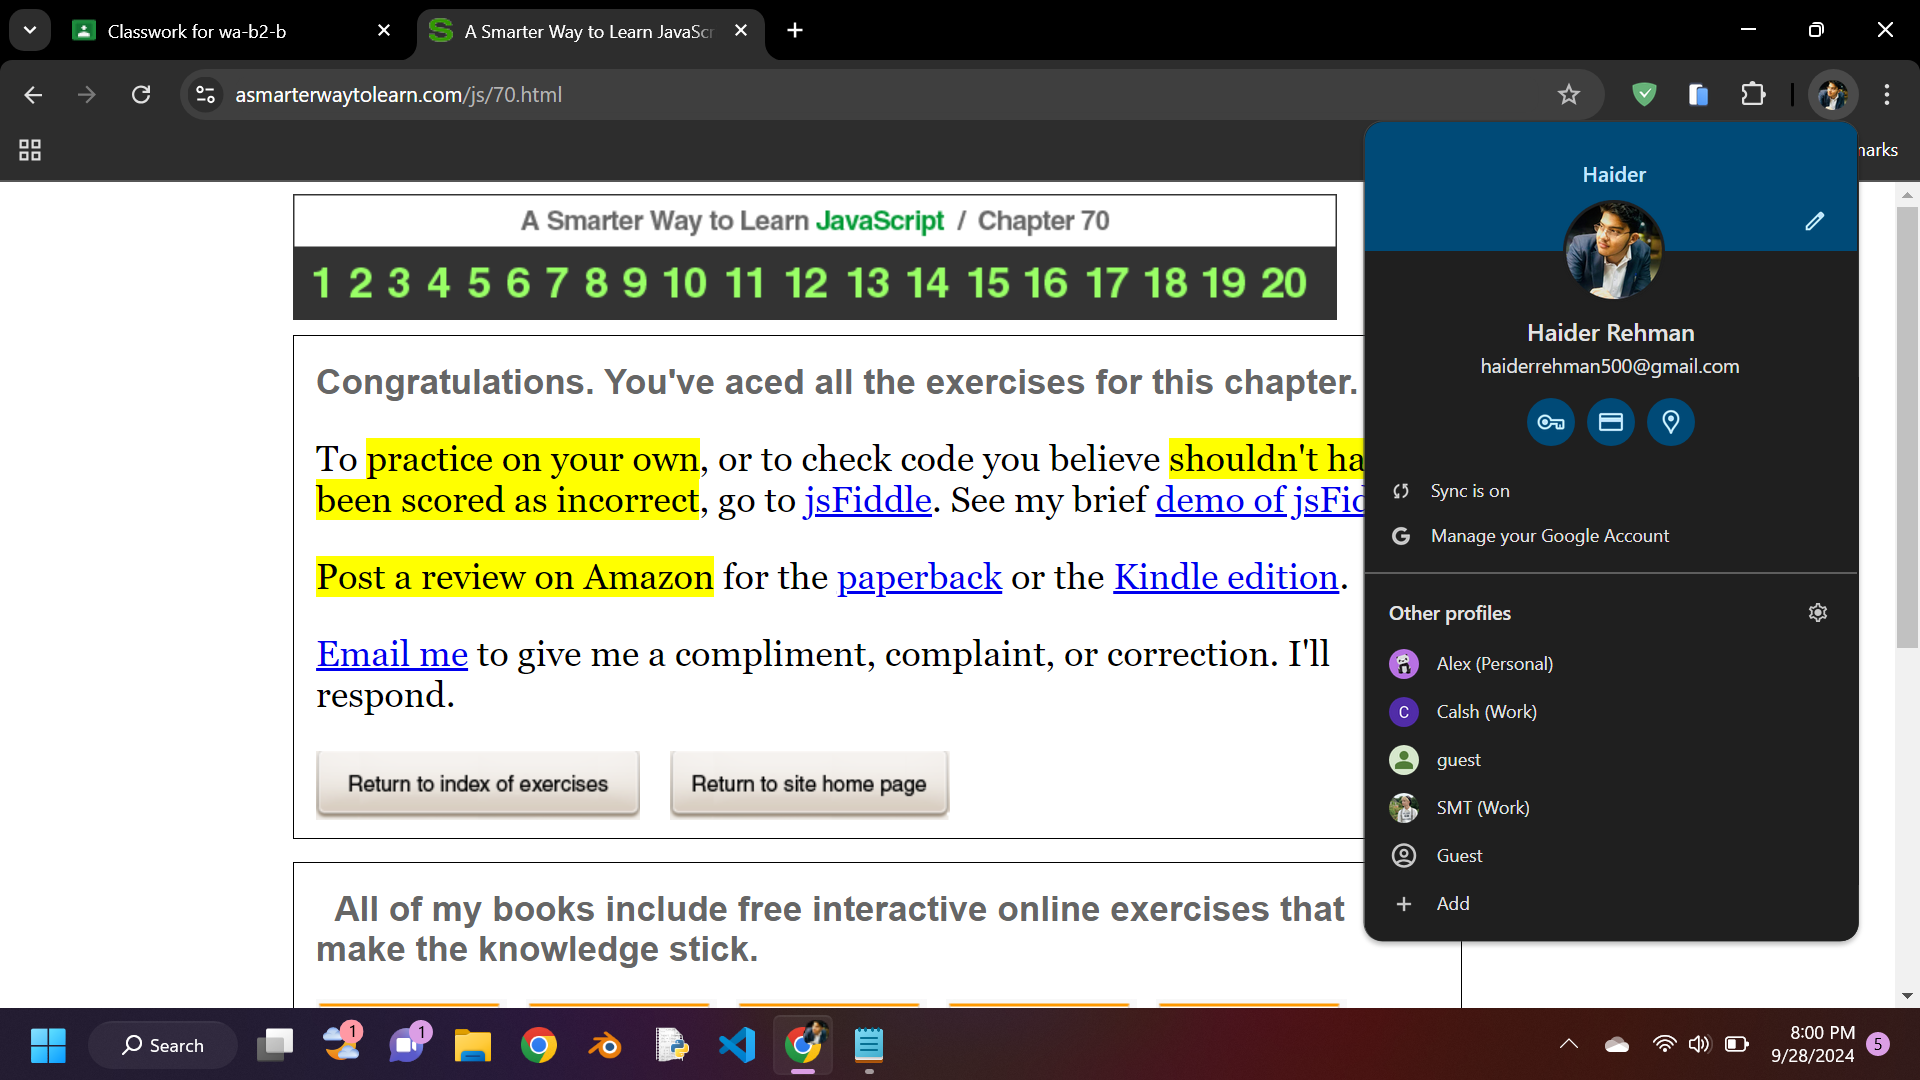 Classwork for wa-b2-b
A Smarter Way to Learn JavaScr
asmarterwaytolearn.com/js/70.html
marks
A Smarter Way to Learn JavaScript / Chapter 70
1 2 3 4 5 6 7 8 9 10 11 12 13 14 15 16 17 18 19 20
Congratulations. You've aced all the exercises for this chapter.
To practice on your own, or to check code you believe shouldn't ha
been scored as incorrect, go to jsFiddle. See my brief demo of jsFid
Post a review on Amazon for the paperback or the Kindle edition.
Email me to give me a compliment, complaint, or correction. I'll
respond.
Return to index of exercises
Return to site home page
All of my books include free interactive online exercises that
make the knowledge stick.
Haider
Haider Rehman
haiderrehman500@gmail.com
Sync is on
Manage your Google Account
Other profiles
Alex (Personal)
C
Calsh (Work)
guest
SMT (Work)
Guest
Add
Search
1
1
8:00 PM
9/28/2024
5